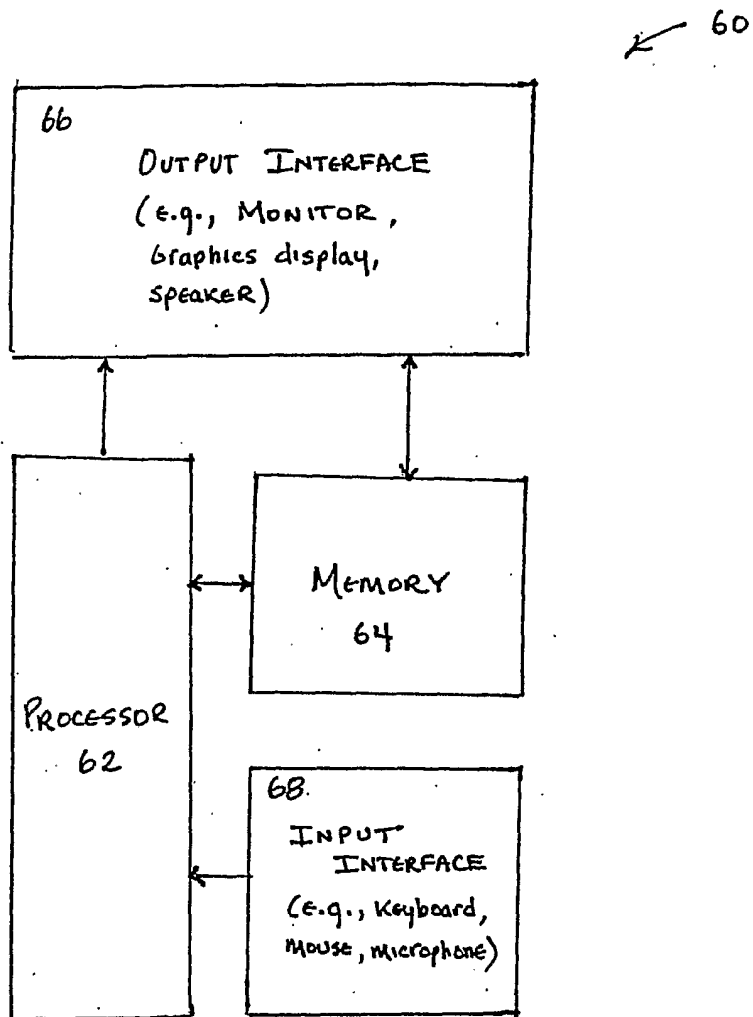 60
66
OUTPUT INTERFACE
(e.g., MONITOR,
Graphics display,
SPEAKER)
MEMORY
64
PROCESSOR
62
68.
INPUT
INTERFACE
(e.g., Keyboard,
mouse, microphone)